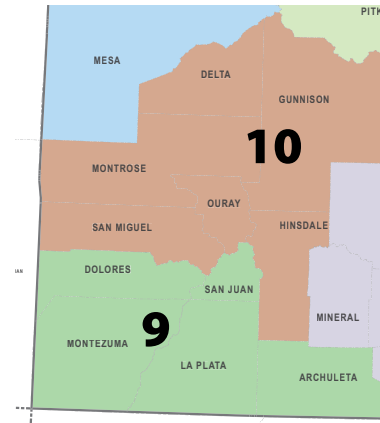 PITK
MESA
DELTA
GUNNISON
10
MONTROSE
OURAY
SAN MIGUEL
HINSDALE
DOLORES
SAN JUAN
9
MINERAL
MONTEZUMA
LA PLATA
ARCHULETA